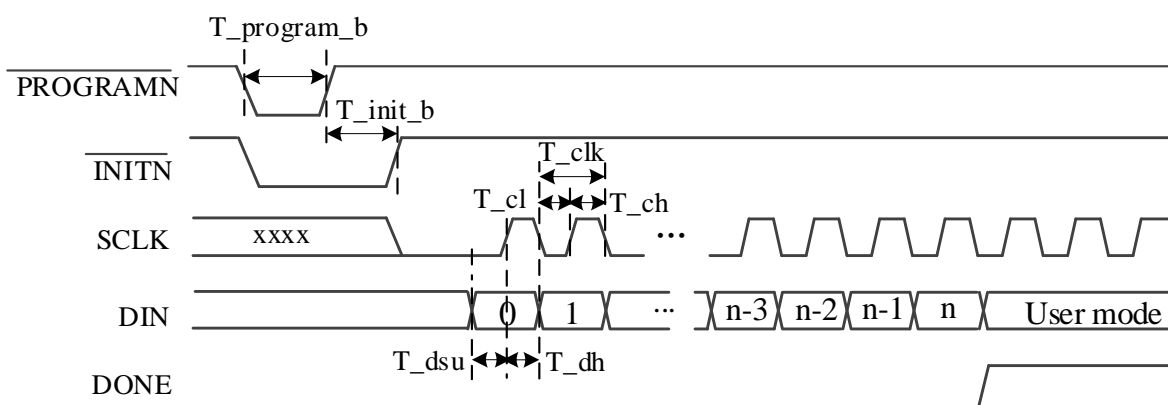 T_program_b
PROGRAMN
T_init_b
INITN
T_clk
T_cl
T_ch
SCLK
xxxx
...
DIN
0
1
...
n-3
n-2
n-1
n
User mode
T_dsu
T_dh
DONE